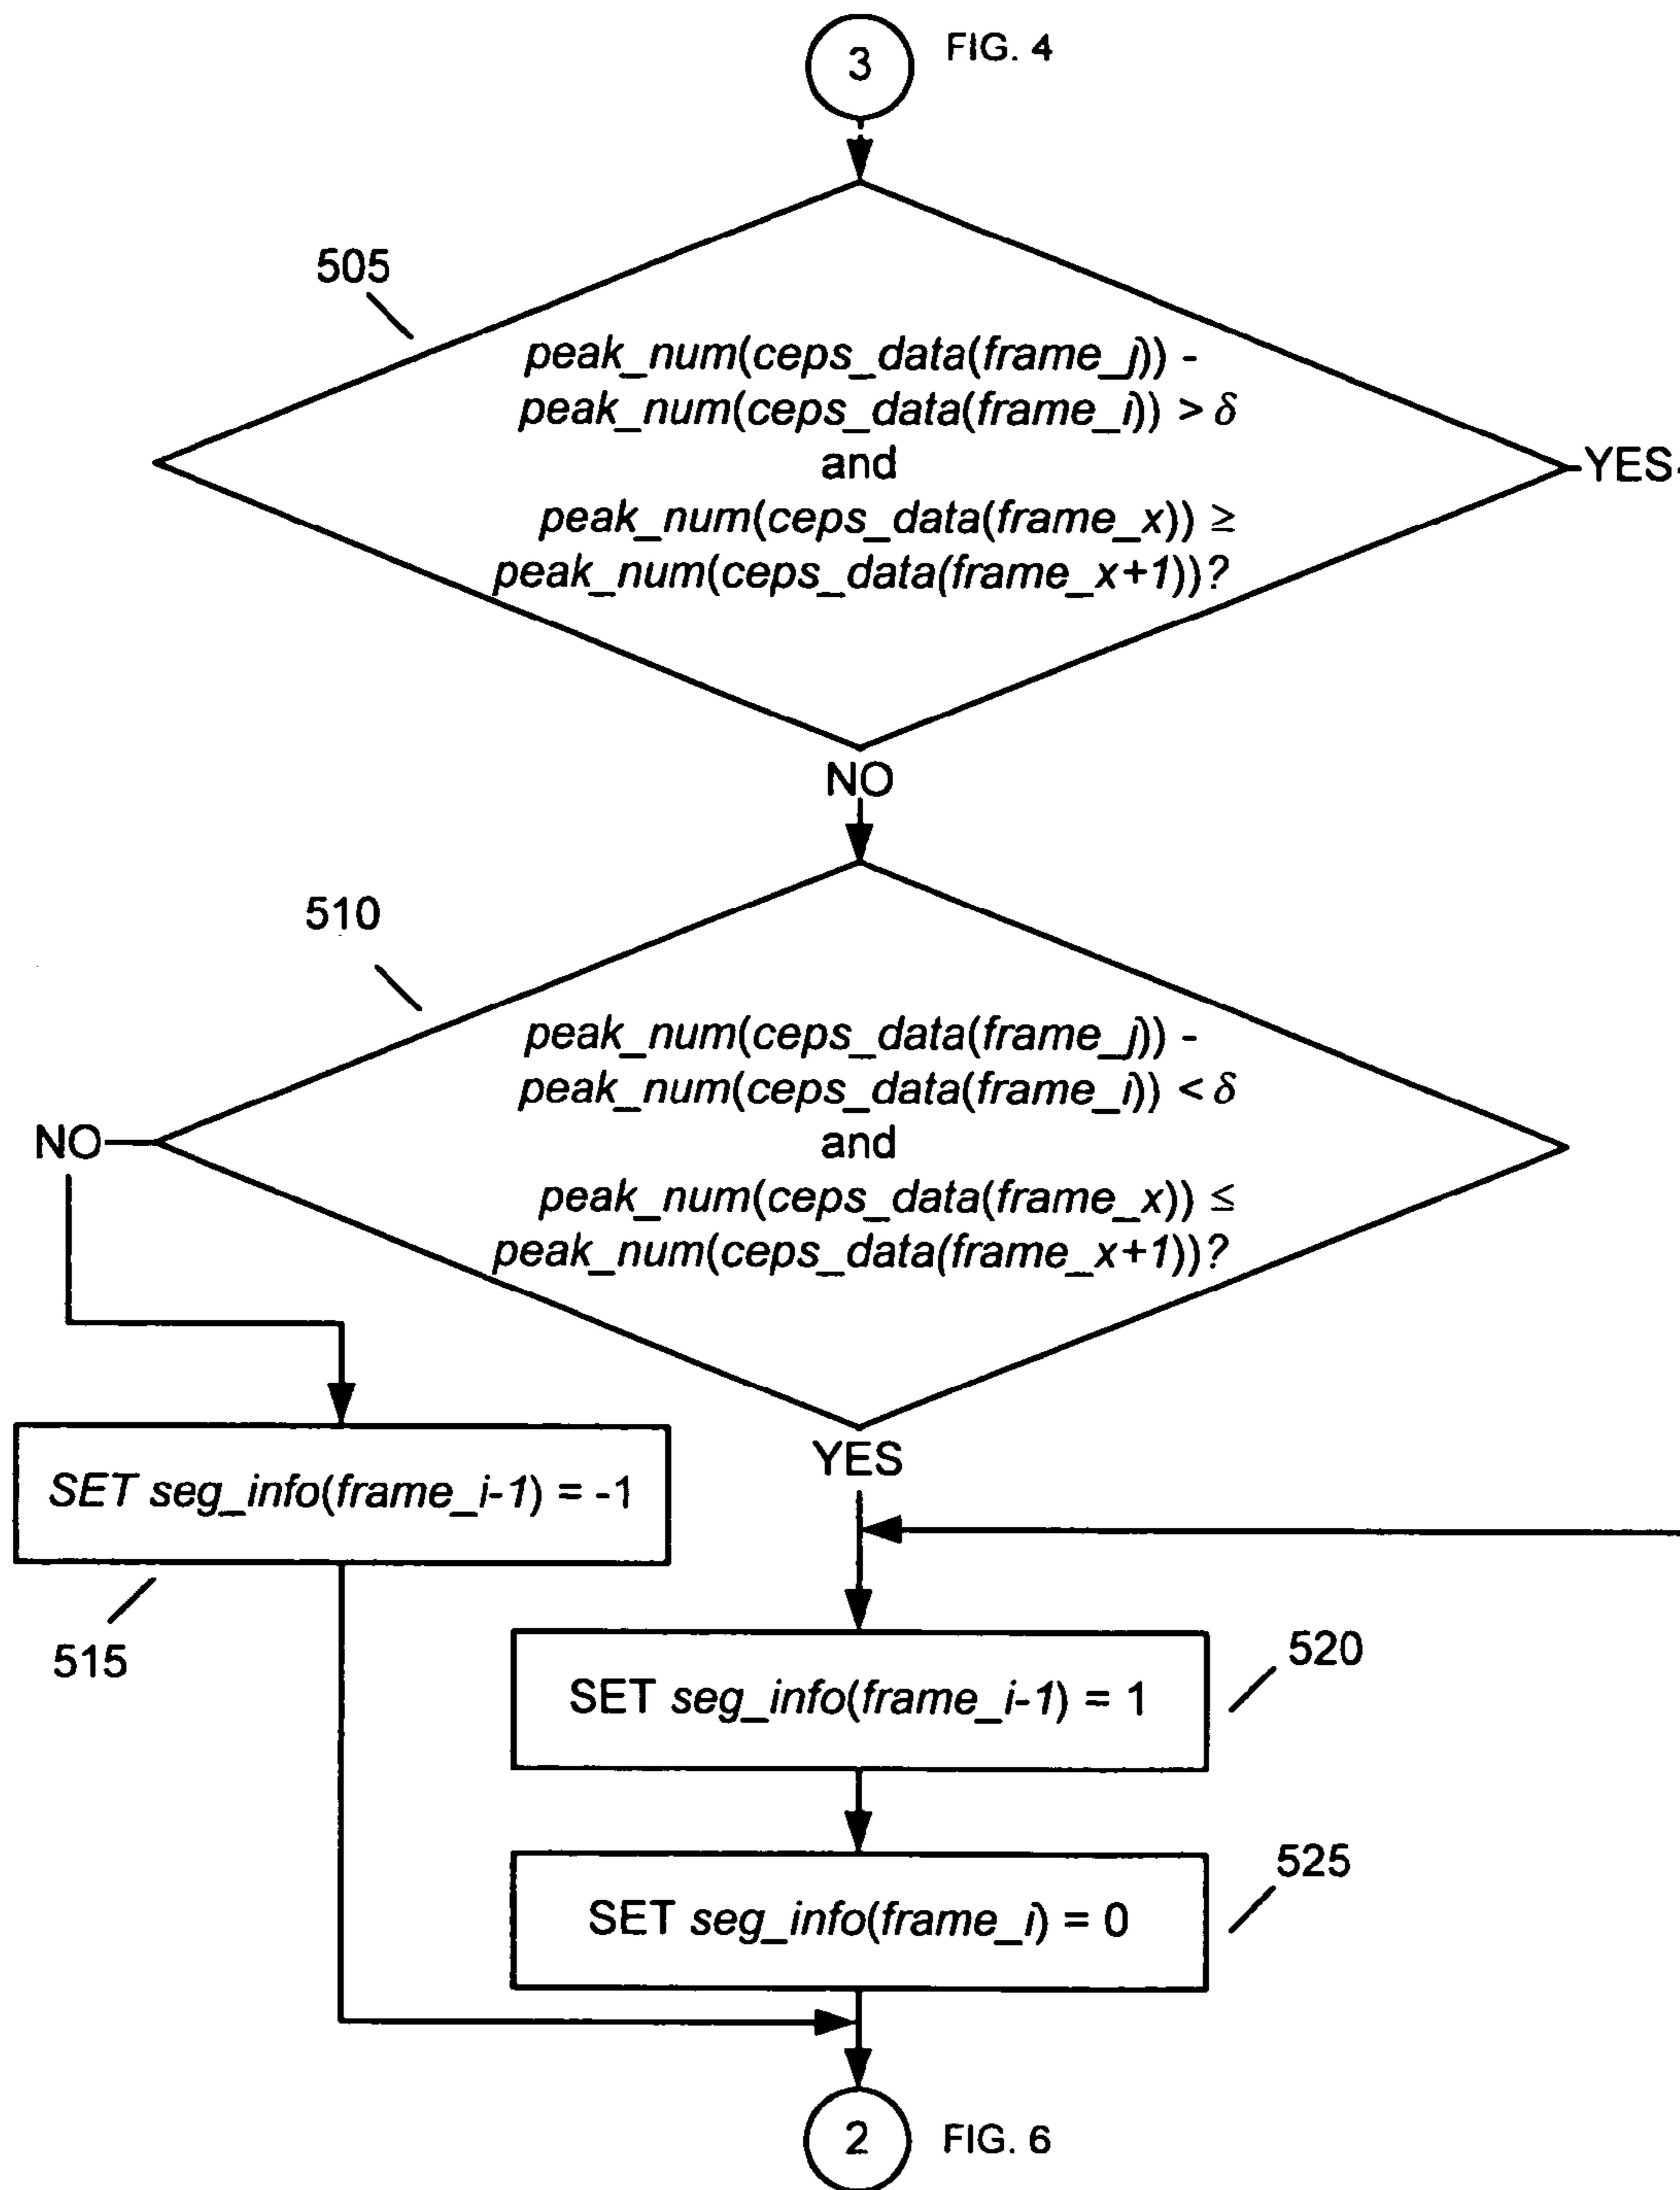 3
FIG. 4
505
peak_num(ceps_data(frame_j)) -
peak_num(ceps_data(frame_i)) > δ
and
peak_num(ceps_data(frame_x)) ≥
peak_num(ceps_data(frame_x+1))?
YES
NO
510
peak_num(ceps_data(frame_j)) -
peak_num(ceps_data(frame_i)) < δ
and
peak_num(ceps_data(frame_x)) ≤
peak_num(ceps_data(frame_x+1))?
NO
YES
SET seg_info(frame_i-1) = -1
515
SET seg_info(frame_i-1) = 1
520
SET seg_info(frame_i) = 0
525
2
FIG. 6